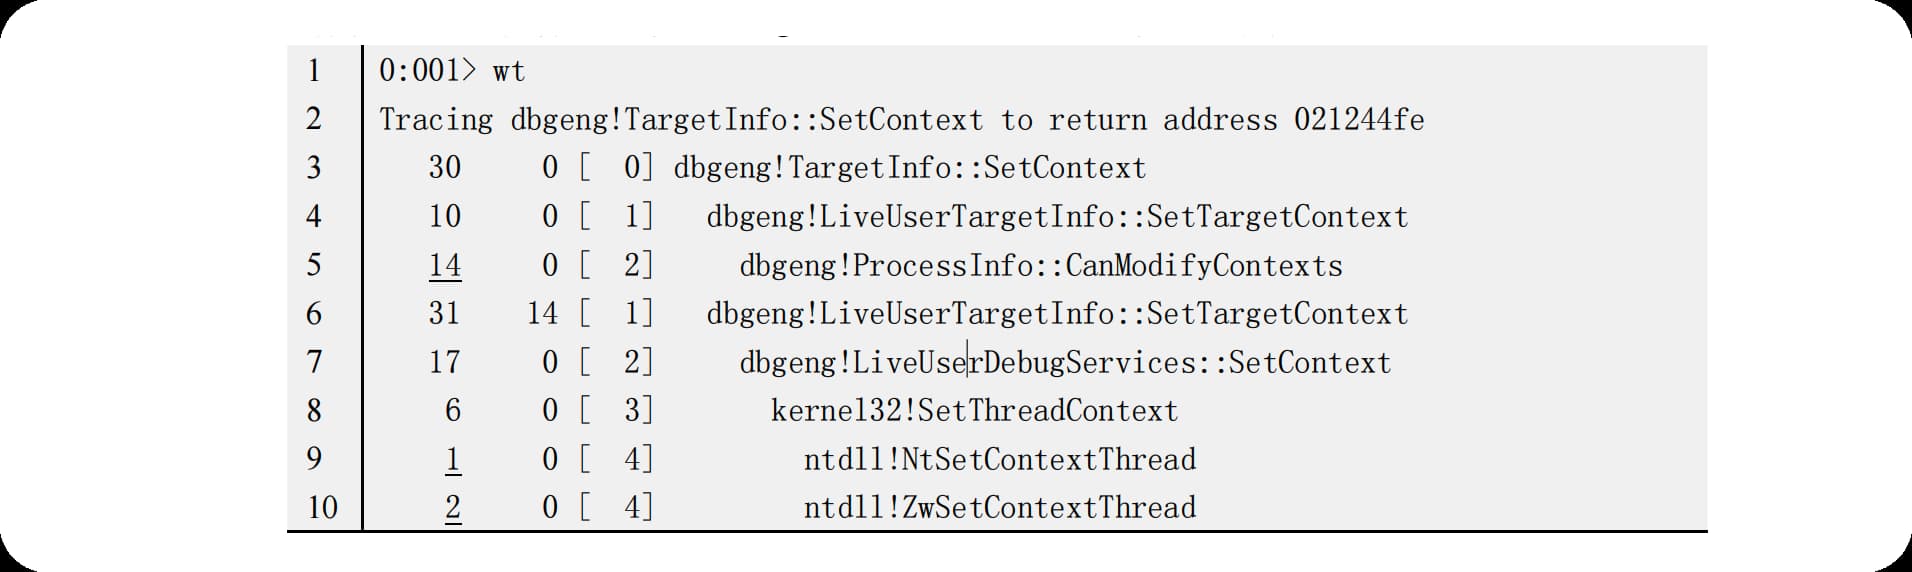 1 0:001> wt
2 Tracing dbgeng!TargetInfo::SetContext to return address 021244fe
3 30 0 [ 0] dbgeng!TargetInfo::SetContext
4 10 0 [ 1] dbgeng!LiveUserTargetInfo::SetTargetContext
5 14 0 [ 2] dbgeng!ProcessInfo::CanModifyContexts
6 31 14 [ 1] dbgeng!LiveUserTargetInfo::SetTargetContext
7 17 0 [ 2] dbgeng!LiveUserDebugServices::SetContext
8 6 0 [ 3] kernel32!SetThreadContext
9 1 0 [ 4] ntdll!NtSetContextThread
10 2 0 [ 4] ntdll!ZwSetContextThread